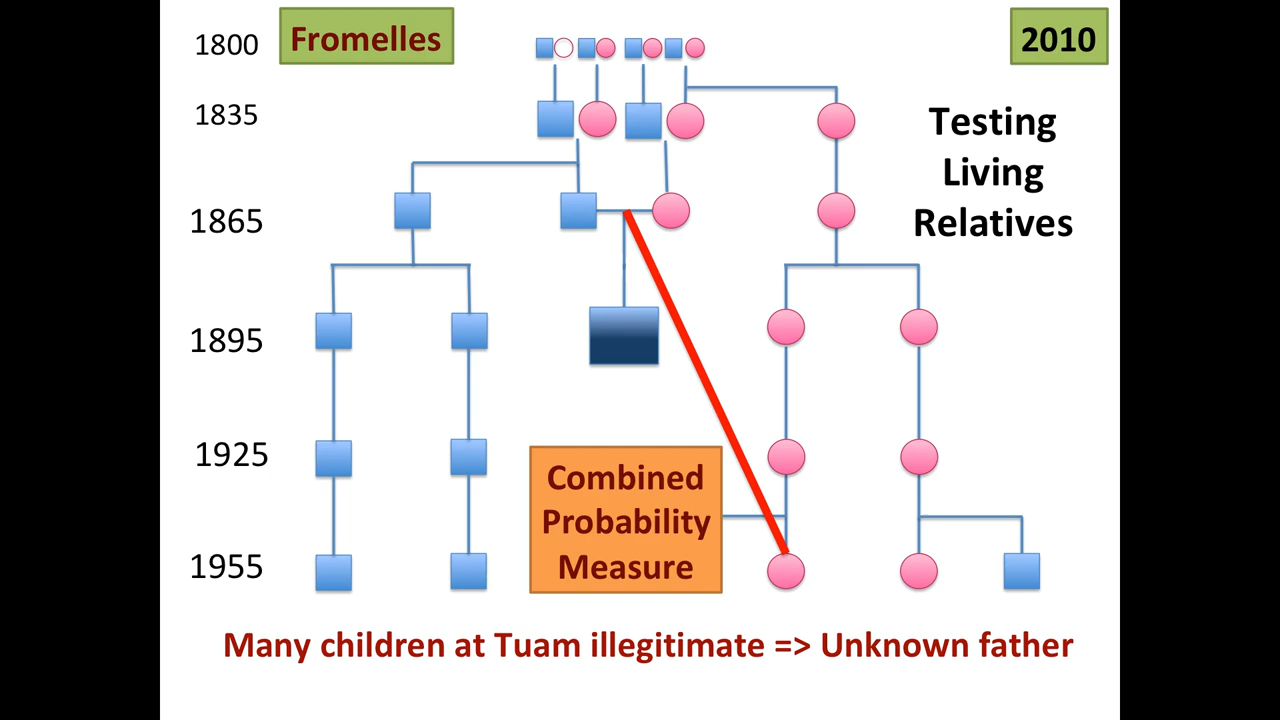 Fromelles
2010
1800
1835
1865
1895
1925
1955
Testing
Living
Relatives
Combined
Probability
Measure
Many children at Tuam illegitimate => Unknown father